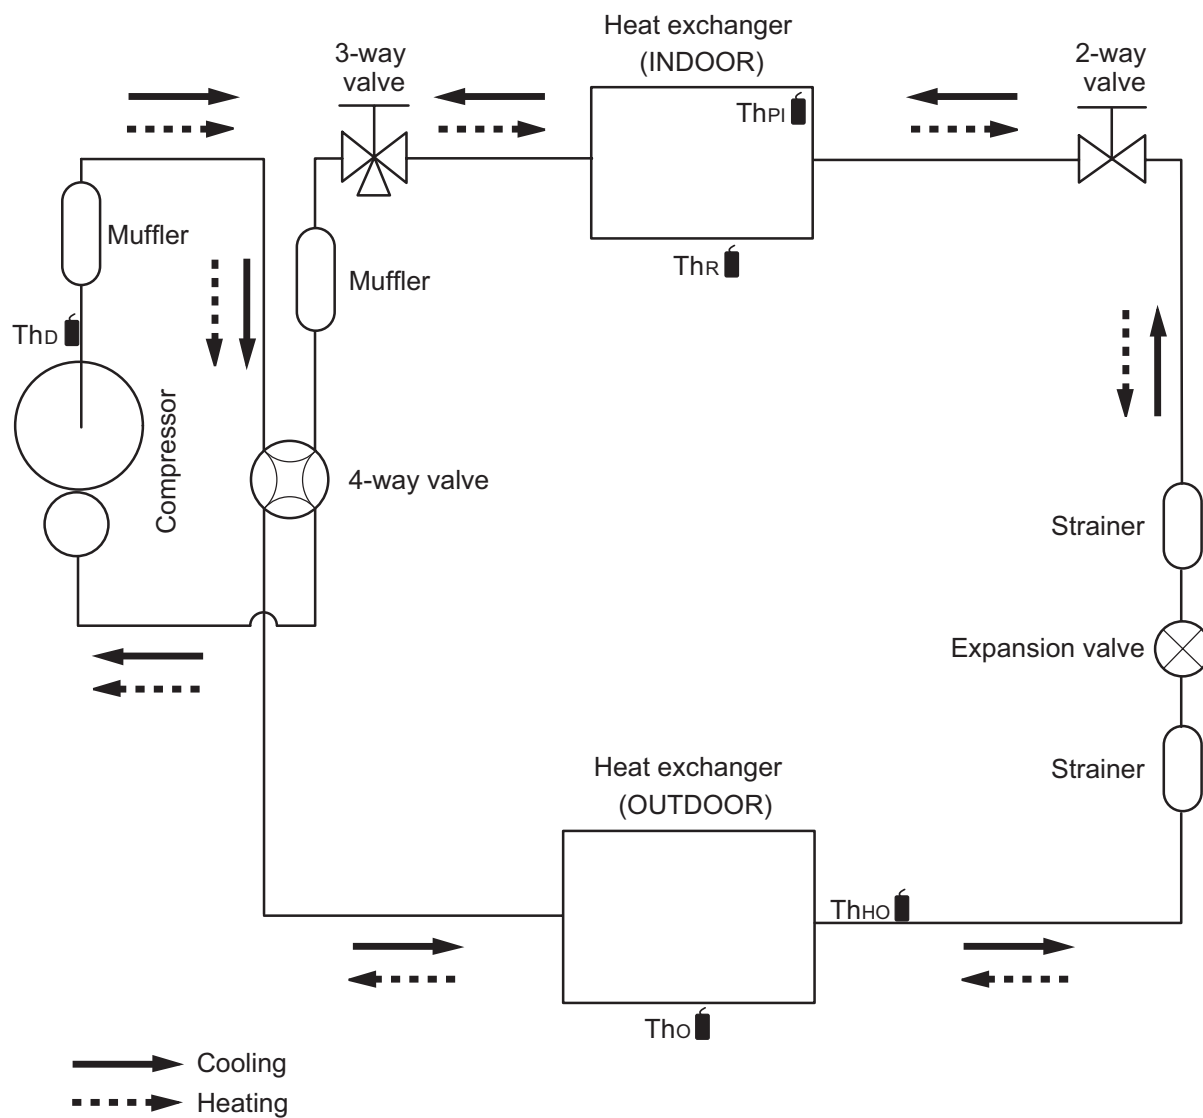 Heat exchanger
(INDOOR)
3-way
valve
2-way
valve
ThPI
Muffler
ThR
Muffler
ThD
Compressor
4-way valve
Strainer
Expansion valve
Strainer
Heat exchanger
(OUTDOOR)
ThHO
ThO
Cooling
Heating